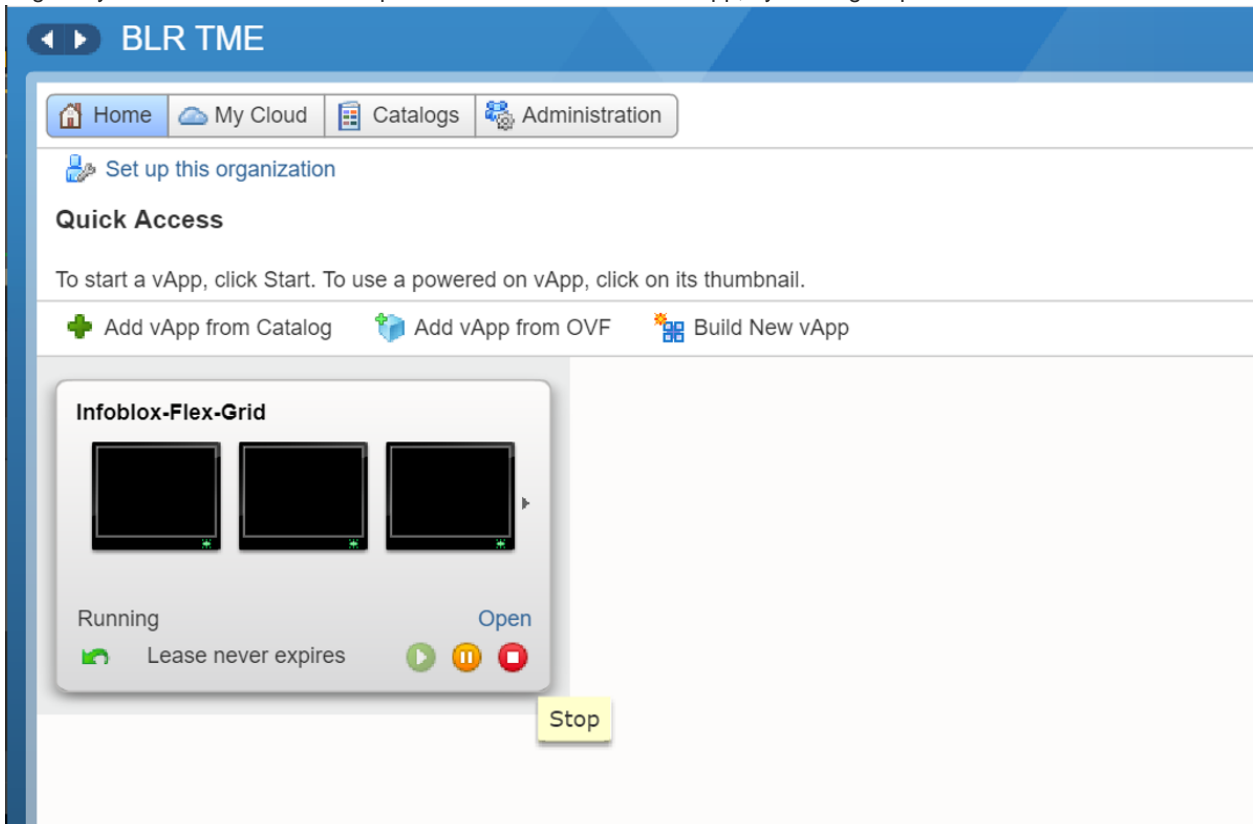 BLR TME
Home My Cloud Catalogs Administration
Set up this organization
Quick Access
To start a vApp, click Start. To use a powered on vApp, click on its thumbnail.
Add vApp from Catalog Add vApp from OVF Build New vApp
Infoblox-Flex-Grid
Running Open
Lease never expires
Stop